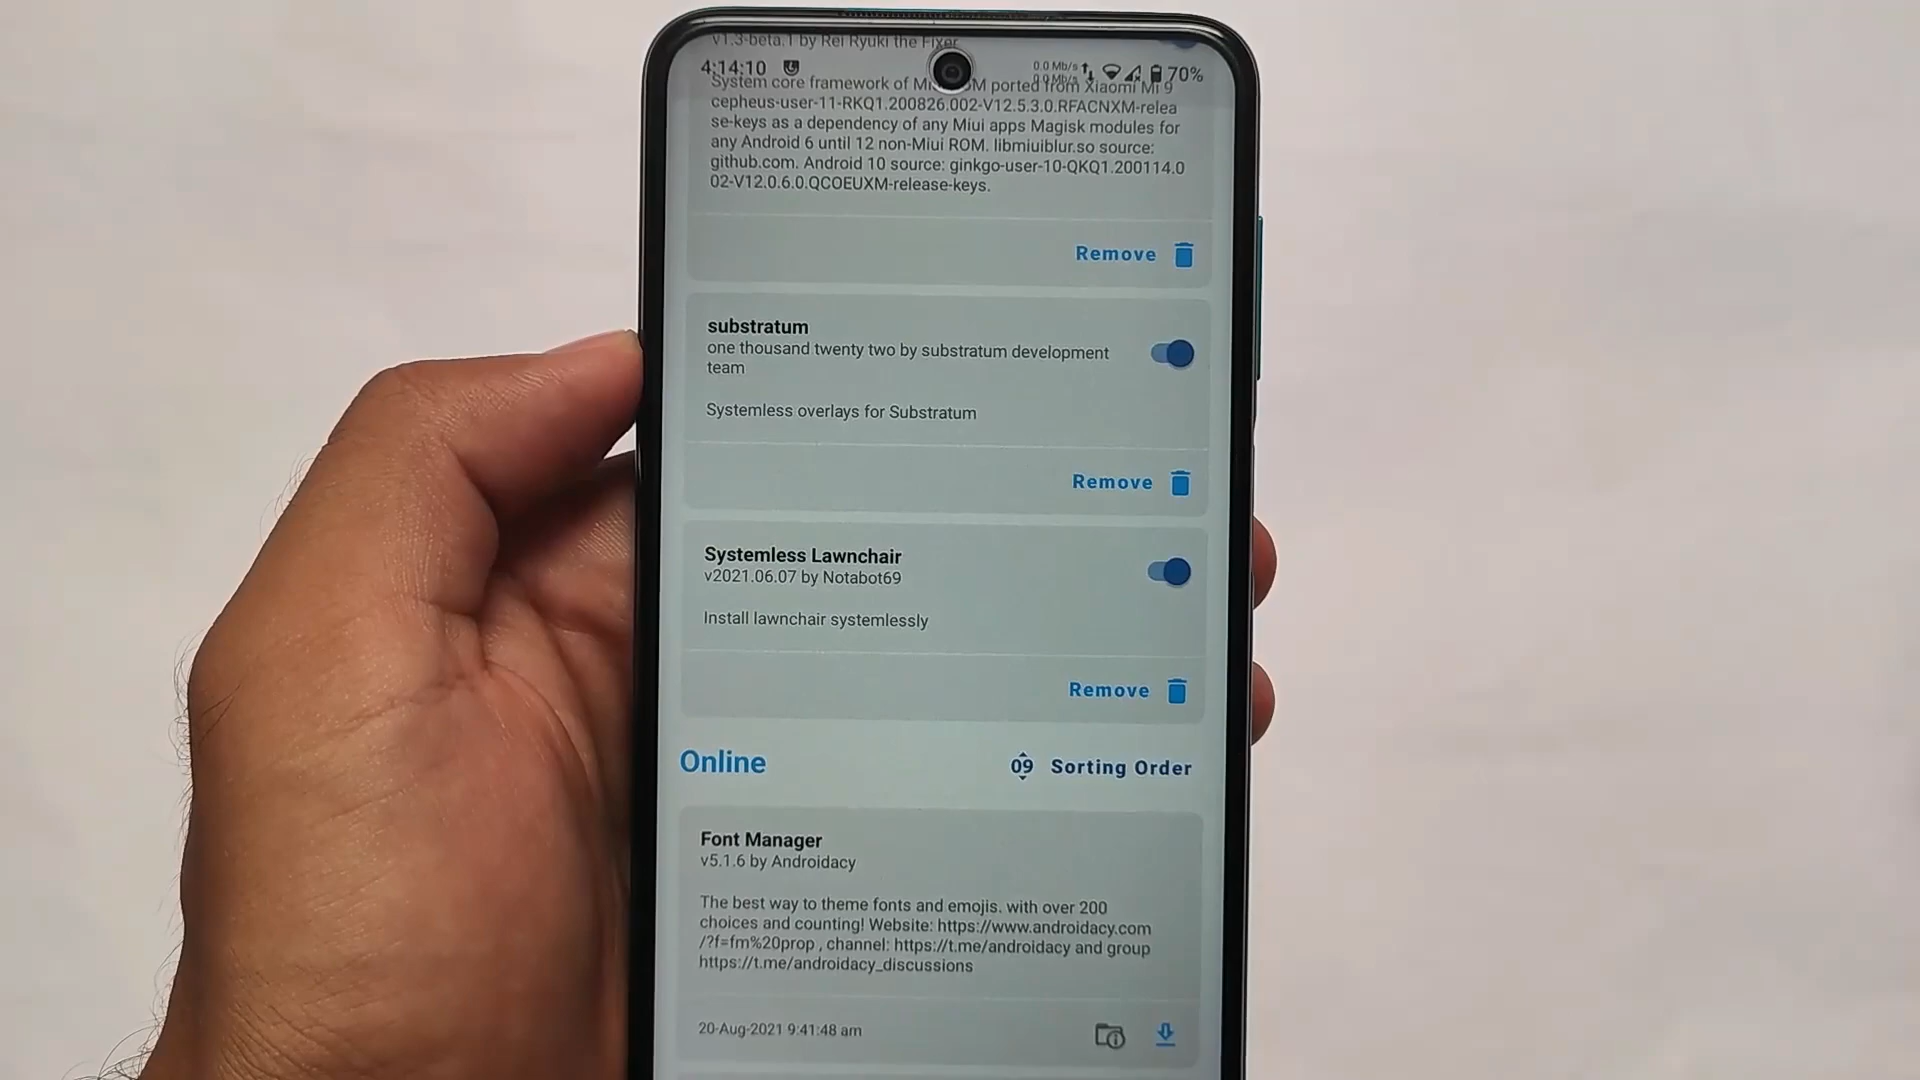 v1.3-beta.1 by Rei Ryuki the Fixer
4:14:10
0.0 Mb/s
0.0 Mb/s
70%
System core framework of Mi OM ported from Xiaomi Mi 9
cepheus-user-11-RKQ1.200826.002-V12.5.3.0.RFACNXM-relea
se-keys as a dependency of any Miui apps Magisk modules for
any Android 6 until 12 non-Miui ROM. libmiuiblur.so source:
github.com. Android 10 source: ginkgo-user-10-QKQ1.200114.0
02-V12.0.6.0.QCOEUXM-release-keys.
Remove
substratum
one thousand twenty two by substratum development
team
Systemless overlays for Substratum
Remove
Systemless Lawnchair
v2021.06.07 by Notabot69
Install lawnchair systemlessly
Remove
Online
09 Sorting Order
Font Manager
v5.1.6 by Androidacy
The best way to theme fonts and emojis. with over 200
choices and counting! Website: https://www.androidacy.com
/?f=fm%20prop , channel: https://t.me/androidacy and group
https://t.me/androidacy_discussions
20-Aug-2021 9:41:48 am